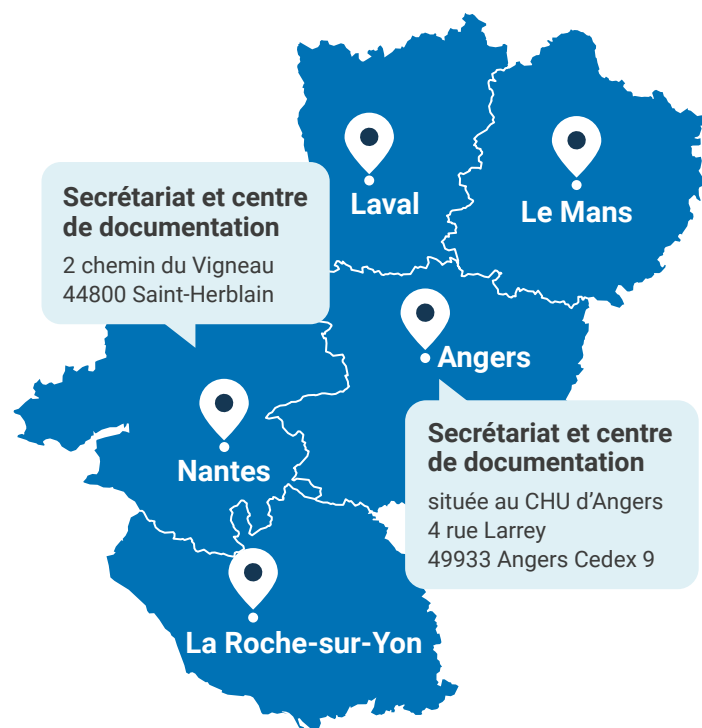 Laval
Le Mans
Secrétariat et centre
de documentation
2 chemin du Vigneau
44800 Saint-Herblain
Angers
Nantes
Secrétariat et centre
de documentation
située au CHU d’Angers
4 rue Larrey
49933 Angers Cedex 9
La Roche-sur-Yon